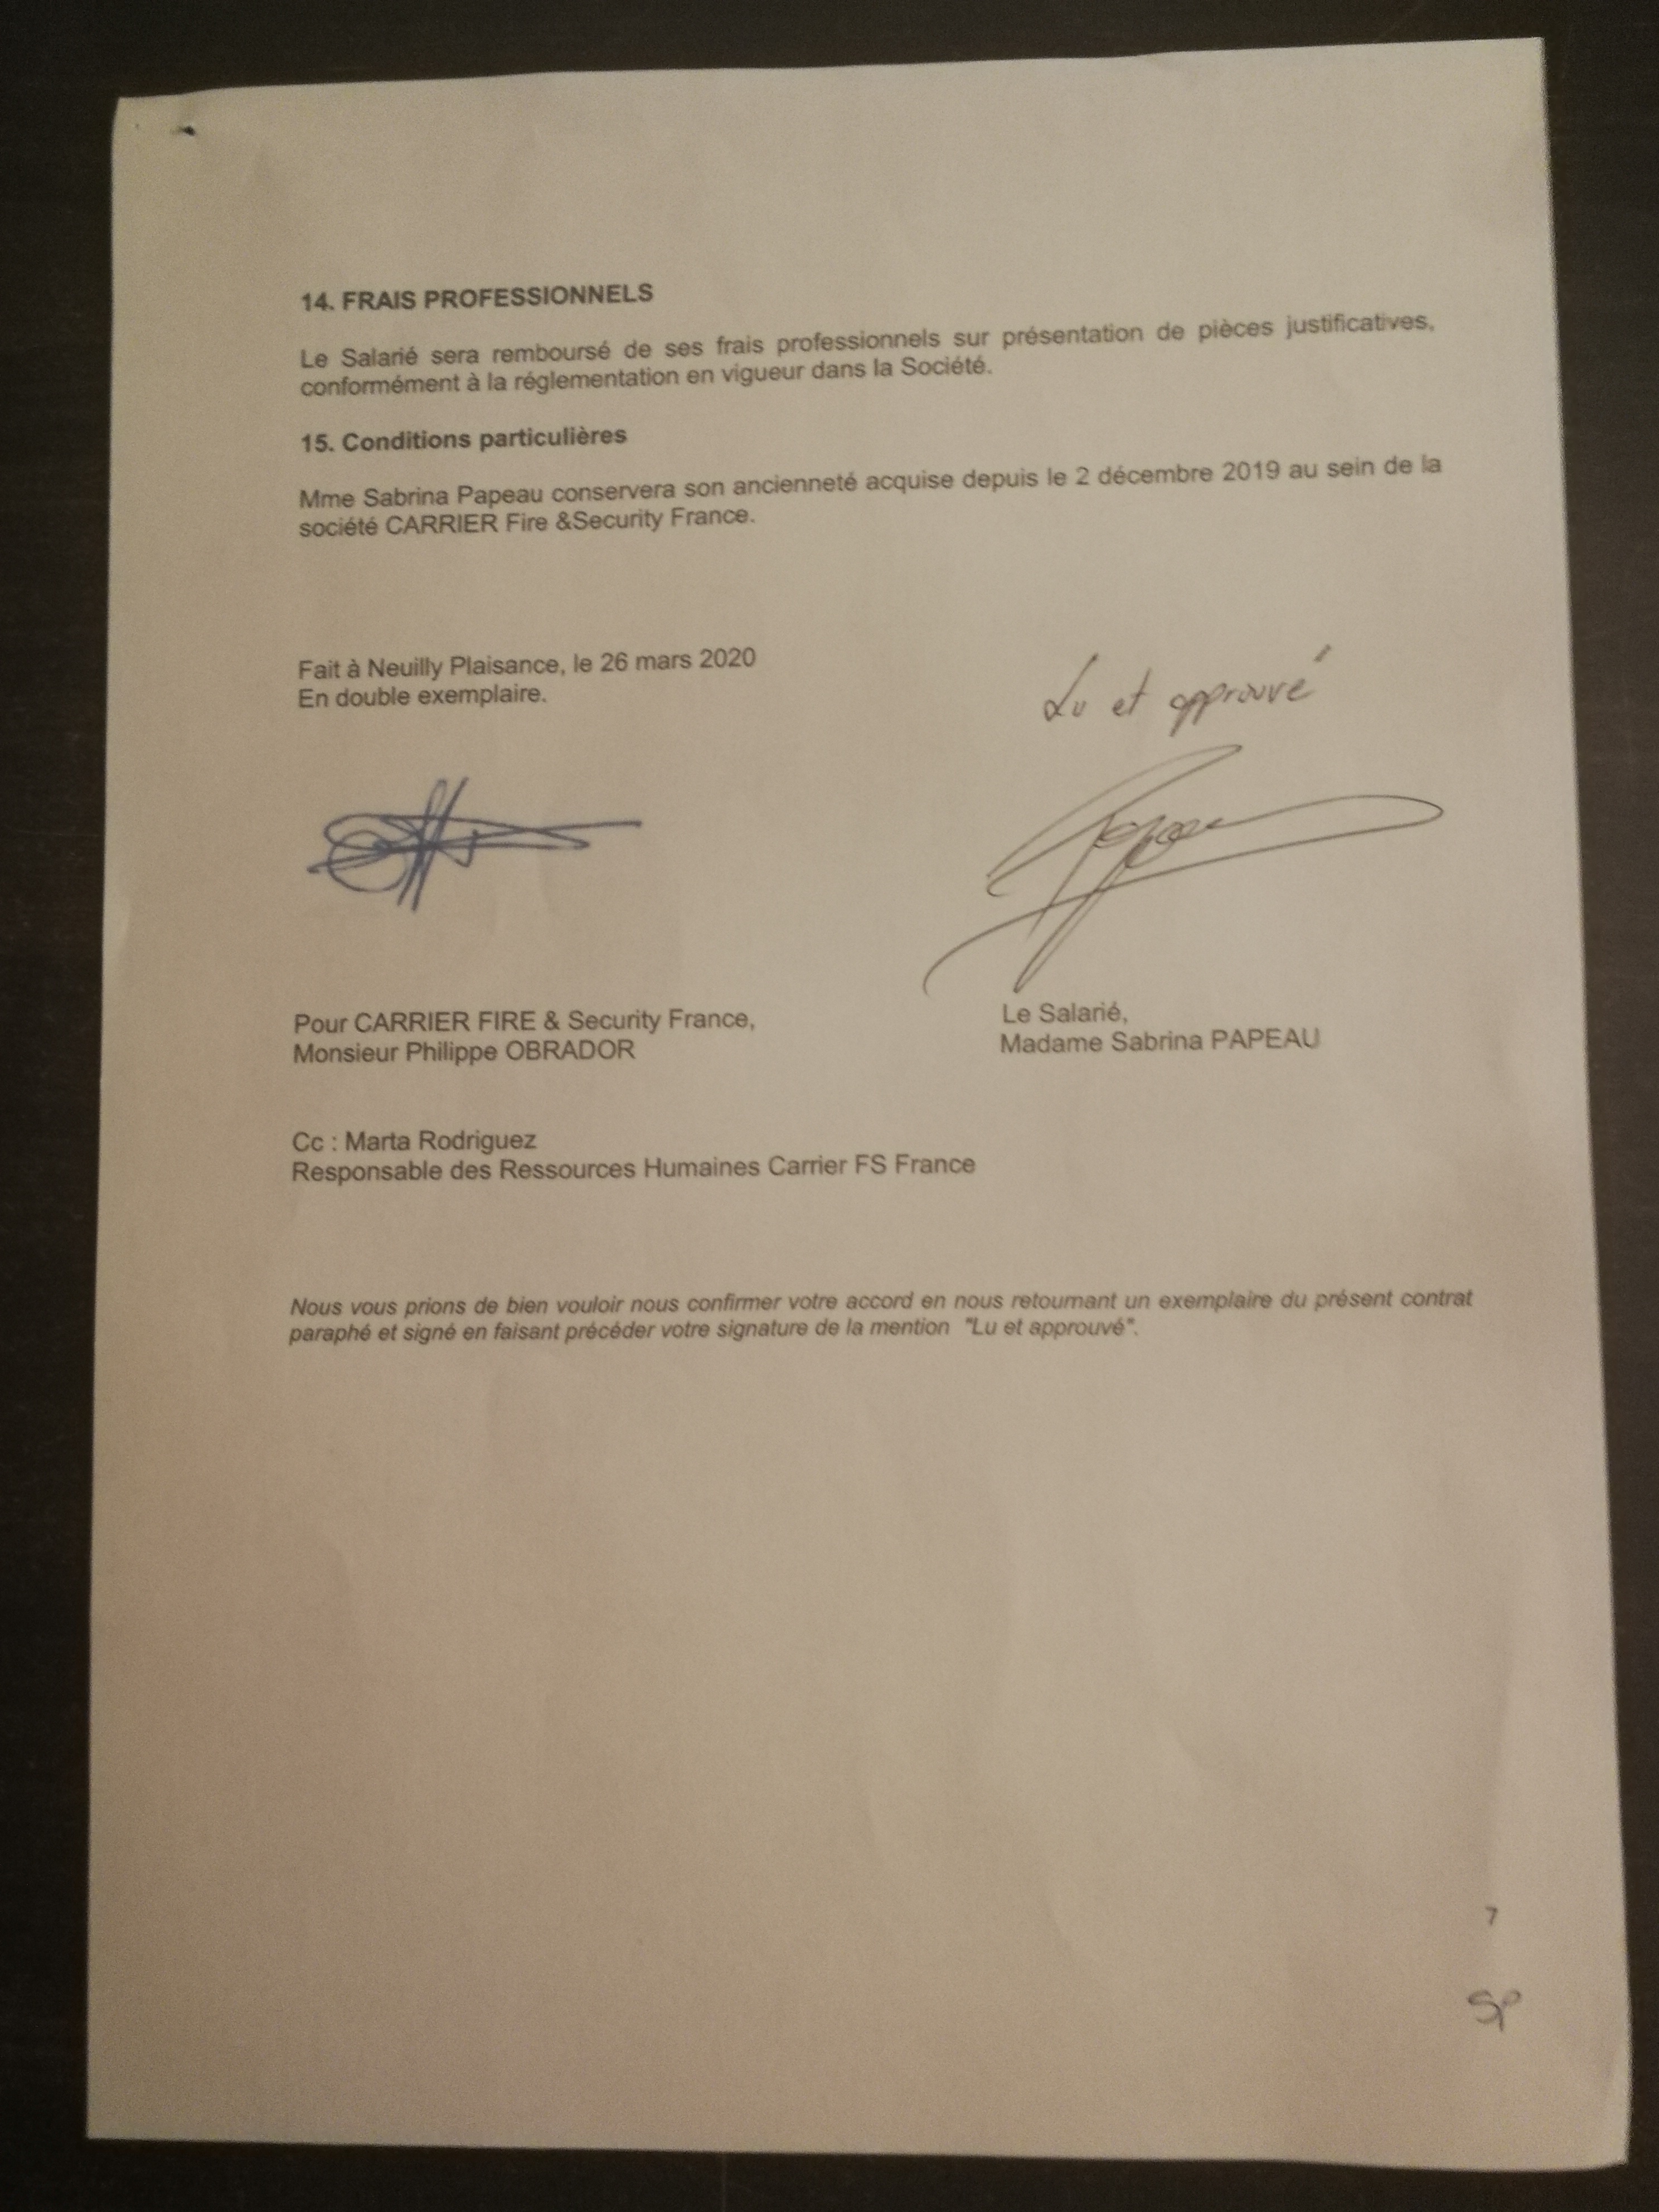 14. FRAIS PROFESSIONNELS
Le Salarié sera remboursé de ses frais professionnels sur présentation de pièces justificatives,
conformément à la réglementation en vigueur dans la Société.
15. Conditions particulières
Mme Sabrina Papeau conservera son ancienneté acquise depuis le 2 décembre 2019 au sein de la
société CARRIER Fire &Security France.
Fait à Neuilly Plaisance, le 26 mars 2020
En double exemplaire.
Lu et approuvé
Pour CARRIER FIRE & Security France,
Monsieur Philippe OBRADOR
Le Salarié,
Madame Sabrina PAPEAU
Cc : Marta Rodriguez
Responsable des Ressources Humaines Carrier FS France
Nous vous prions de bien vouloir nous confirmer votre accord en nous retournant un exemplaire du présent contrat
paraphé et signé en faisant précéder votre signature de la mention "Lu et approuvé".
7
SP